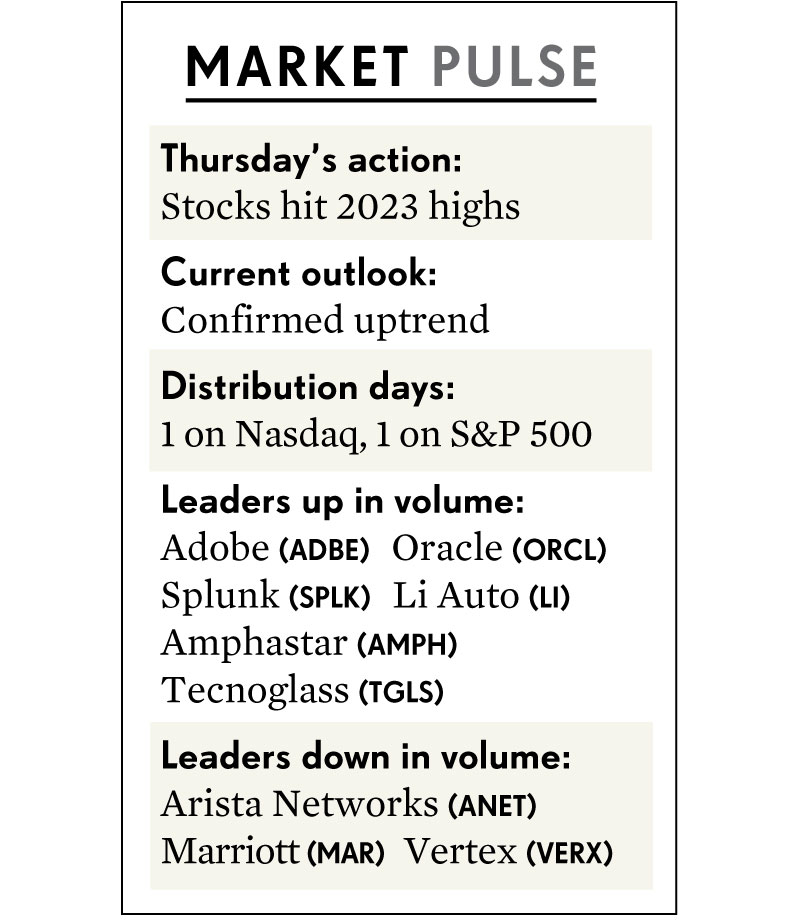 MARKET PULSE
Thursday’s action:
Stocks hit 2023 highs
Current outlook:
Confirmed uptrend
Distribution days:
1 on Nasdaq, 1 on S&P 500
Leaders up in volume:
Adobe (ADBE) Oracle (ORCL)
Splunk (SPLK) Li Auto (LI)
Amphastar (AMPH)
Tecnoglass (TGLS)
Leaders down in volume:
Arista Networks (ANET)
Marriott (MAR) Vertex (VERX)